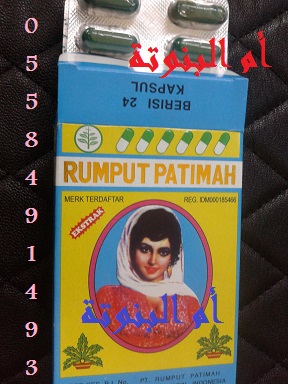 أم البنوتة
BERISI 24
KAPSUL
RUMPUT PATIMAH
MERK TERDAFTAR
REG. IDM000185466
EKSTRAK
أم البنوتة
PT. RUMPUT PATIMAH
INDONESIA
0
5
5
8
4
9
1
4
9
3